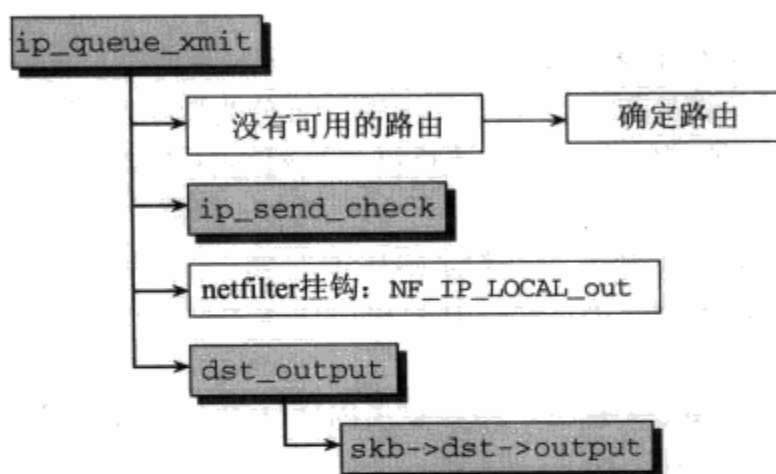 ip_queue_xmit
没有可用的路由
确定路由
ip_send_check
netfilter挂钩：NF_IP_LOCAL_out
dst_output
skb->dst->output